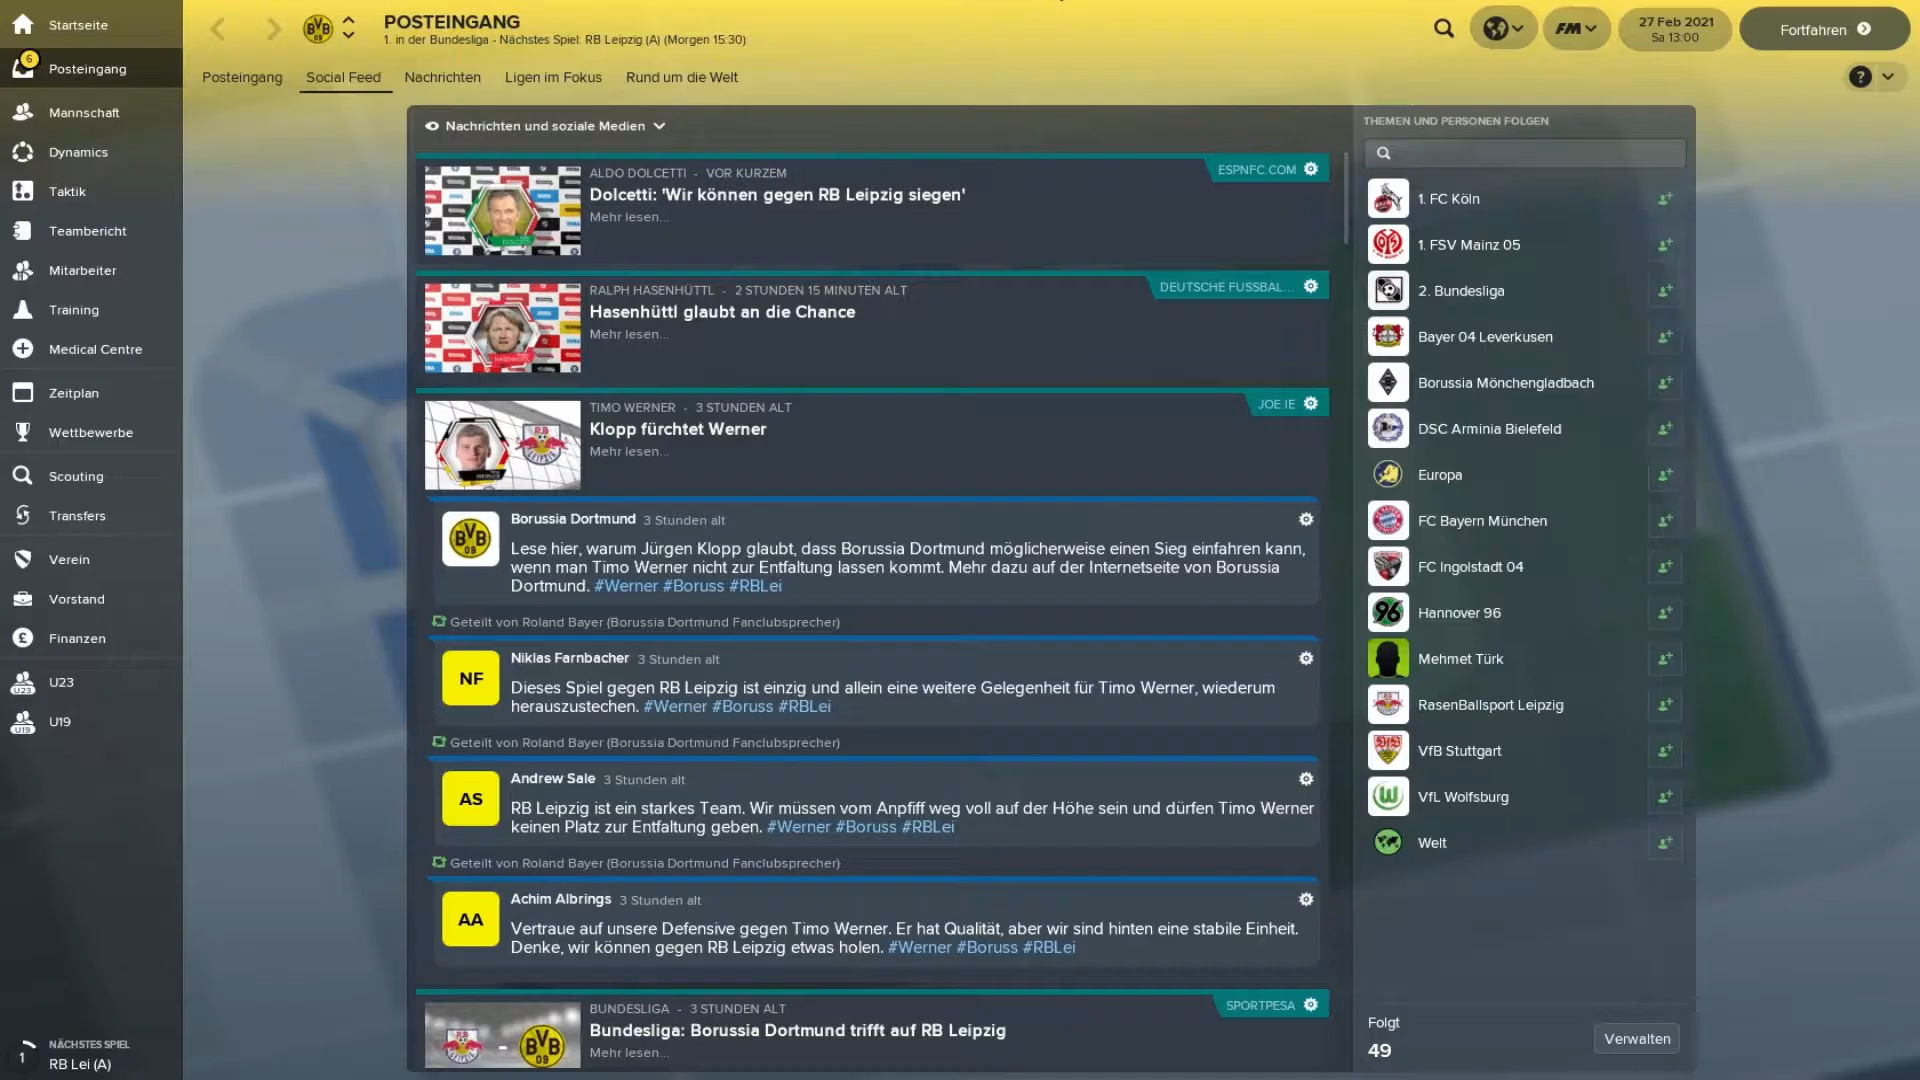 Startseite
6
Posteingang
Mannschaft
Dynamics
Taktik
Teambericht
Mitarbeiter
Training
Medical Centre
Zeitplan
Wettbewerbe
Scouting
Transfers
Verein
Vorstand
Finanzen
U23
U23
U19
U19
1
NÄCHSTES SPIEL
RB Lei (A)
BVB
09
POSTEINGANG
1. in der Bundesliga - Nächstes Spiel: RB Leipzig (A) (Morgen 15:30)
FM
27 Feb 2021
Sa 13:00
Fortfahren
Posteingang Social Feed Nachrichten Ligen im Fokus Rund um die Welt
?
Nachrichten und soziale Medien
ALDO DOLCETTI - VOR KURZEM
ESPNFC.COM
Dolcetti: 'Wir können gegen RB Leipzig siegen'
Mehr lesen...
RALPH HASENHÜTTL - 2 STUNDEN 15 MINUTEN ALT
DEUTSCHE FUSSBAL...
Hasenhüttl glaubt an die Chance
Mehr lesen...
TIMO WERNER - 3 STUNDEN ALT
JOE.IE
Klopp fürchtet Werner
Mehr lesen...
BVB
09
Borussia Dortmund 3 Stunden alt
Lese hier, warum Jürgen Klopp glaubt, dass Borussia Dortmund möglicherweise einen Sieg einfahren kann,
wenn man Timo Werner nicht zur Entfaltung lassen kommt. Mehr dazu auf der Internetseite von Borussia
Dortmund. #Werner #Boruss #RBLei
Geteilt von Roland Bayer (Borussia Dortmund Fanclubsprecher)
NF
Niklas Farnbacher 3 Stunden alt
Dieses Spiel gegen RB Leipzig ist einzig und allein eine weitere Gelegenheit für Timo Werner, wiederum
herauszustechen. #Werner #Boruss #RBLei
Geteilt von Roland Bayer (Borussia Dortmund Fanclubsprecher)
AS
Andrew Sale 3 Stunden alt
RB Leipzig ist ein starkes Team. Wir müssen vom Anpfiff weg voll auf der Höhe sein und dürfen Timo Werner
keinen Platz zur Entfaltung geben. #Werner #Boruss #RBLei
Geteilt von Roland Bayer (Borussia Dortmund Fanclubsprecher)
AA
Achim Albrings 3 Stunden alt
Vertraue auf unsere Defensive gegen Timo Werner. Er hat Qualität, aber wir sind hinten eine stabile Einheit.
Denke, wir können gegen RB Leipzig etwas holen. #Werner #Boruss #RBLei
BUNDESLIGA - 3 STUNDEN ALT
SPORTPESA
Bundesliga: Borussia Dortmund trifft auf RB Leipzig
Mehr lesen...
- BVB
09
THEMEN UND PERSONEN FOLGEN
1. FC Köln
1. FSV Mainz 05
2. Bundesliga
Bayer 04 Leverkusen
Borussia Mönchengladbach
DSC Arminia Bielefeld
Europa
FC Bayern München
FC Ingolstadt 04
96
Hannover 96
Mehmet Türk
RasenBallsport Leipzig
VfB Stuttgart
VfL Wolfsburg
Welt
Folgt
49
Verwalten